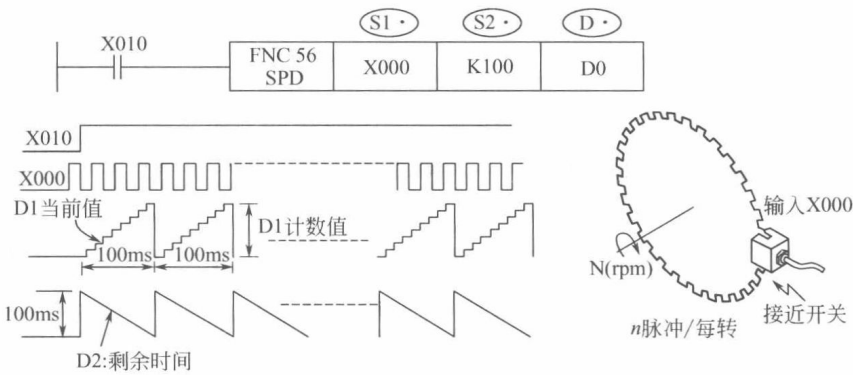 S1· S2· D·
X010
FNC 56
SPD
X000
K100
D0
X010
X000
D1当前值
D1计数值
100ms
100ms
100ms
D2:剩余时间
输入X000
N(rpm)
接近开关
n脉冲/每转